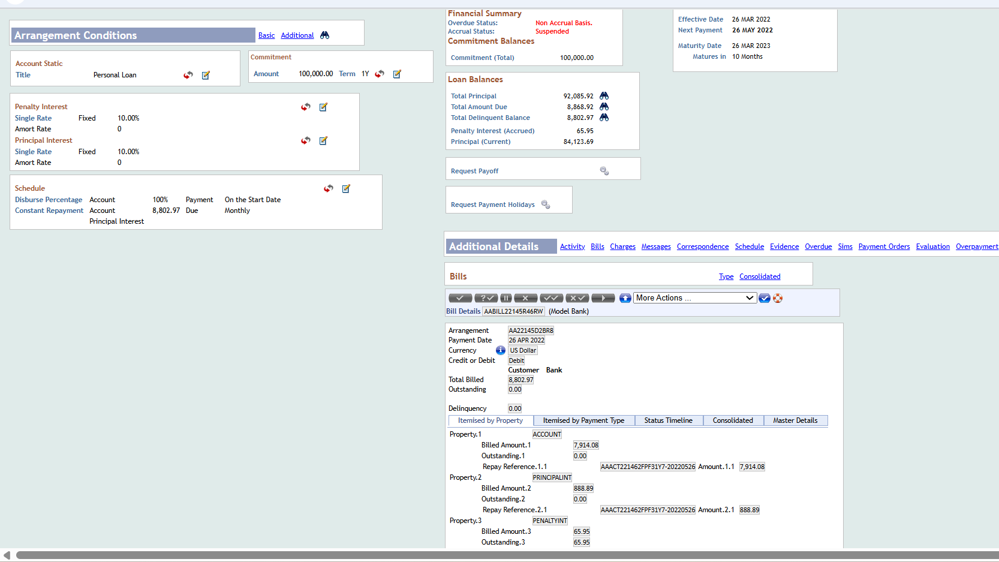 Arrangement Conditions Basic Additional
Account Static
Title Personal Loan
Commitment
Amount 100,000.00 Term 1Y
Penalty Interest
Single Rate Fixed 10.00%
Amort Rate 0
Principal Interest
Single Rate Fixed 10.00%
Amort Rate 0
Schedule
Disburse Percentage Account 100% Payment On the Start Date
Constant Repayment Account 8,802.97 Due Monthly
Principal Interest
Financial Summary
Overdue Status: Non Accrual Basis.
Accrual Status: Suspended
Commitment Balances
Commitment (Total) 100,000.00
Effective Date 26 MAR 2022
Next Payment 26 MAY 2022
Maturity Date 26 MAR 2023
Matures in 10 Months
Loan Balances
Total Principal 92,085.92
Total Amount Due 8,868.92
Total Delinquent Balance 8,802.97
Penalty Interest (Accrued) 65.95
Principal (Current) 84,123.69
Request Payoff
Request Payment Holidays
Additional Details Activity Bills Charges Messages Correspondence Schedule Evidence Overdue Sims Payment Orders Evaluation Overpayment
Bills Type Consolidated
More Actions ...
Bill Details AABILL22145R46RW (Model Bank)
Arrangement AA22145D2BR8
Payment Date 26 APR 2022
Currency US Dollar
Credit or Debit Debit
Customer Bank
Total Billed 8,802.97
Outstanding 0.00
Delinquency 0.00
Itemised by Property Itemised by Payment Type Status Timeline Consolidated Master Details
Property.1 ACCOUNT
Billed Amount.1 7,914.08
Outstanding.1 0.00
Repay Reference.1.1 AAACT221462FPF31Y7-20220526 Amount.1.1 7,914.08
Property.2 PRINCIPALINT
Billed Amount.2 888.89
Outstanding.2 0.00
Repay Reference.2.1 AAACT221462FPF31Y7-20220526 Amount.2.1 888.89
Property.3 PENALTYINT
Billed Amount.3 65.95
Outstanding.3 65.95